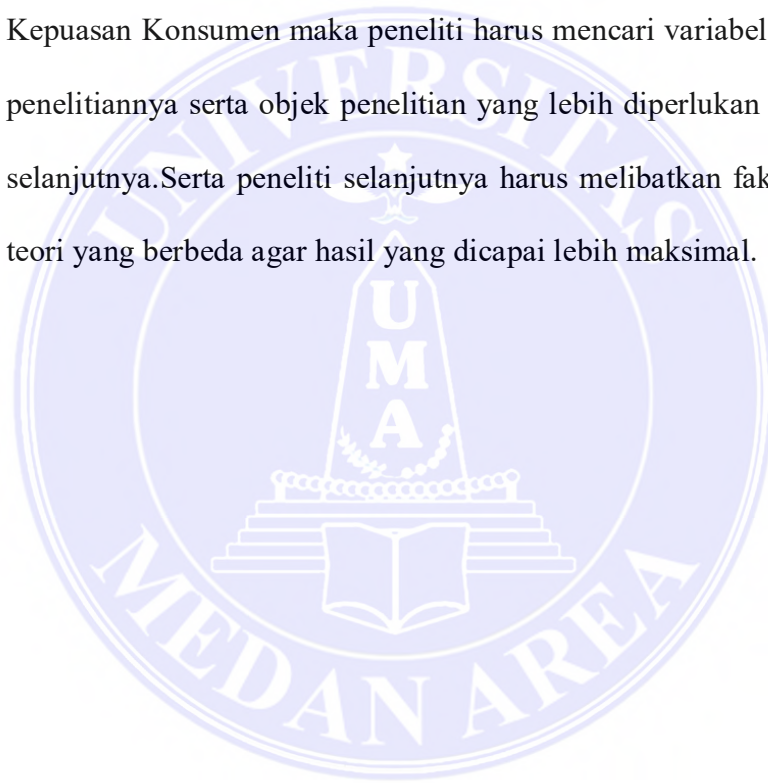 Kepuasan Konsumen maka peneliti harus mencari variabel
penelitiannya serta objek penelitian yang lebih diperlukan
selanjutnya.Serta peneliti selanjutnya harus melibatkan
teori yang berbeda agar hasil yang dicapai lebih maksimal.
UNIVERSITAS
U
M
A
MEDAN AREA